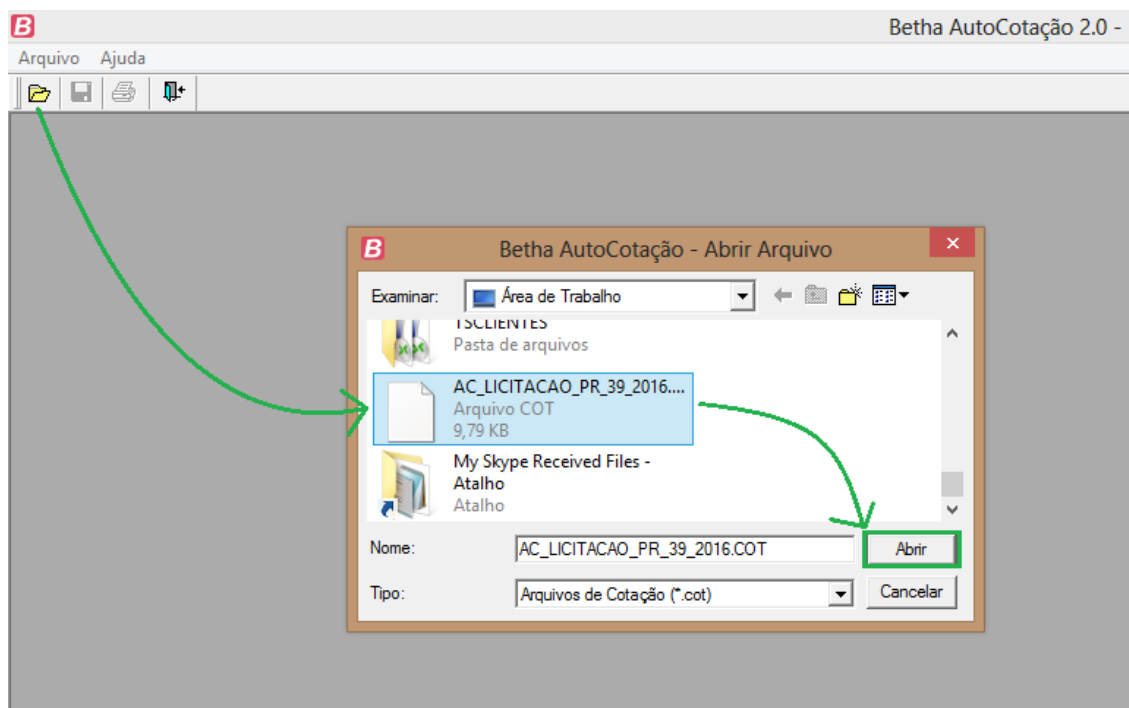 B
Betha AutoCotação 2.0 -
Arquivo Ajuda
B
Betha AutoCotação - Abrir Arquivo
Examinar: Área de Trabalho
TSCLIENTES
Pasta de arquivos
AC_LICITACAO_PR_39_2016....
Arquivo COT
9,79 KB
My Skype Received Files -
Atalho
Atalho
Nome: AC_LICITACAO_PR_39_2016.COT Abrir
Tipo: Arquivos de Cotação (*.cot) Cancelar